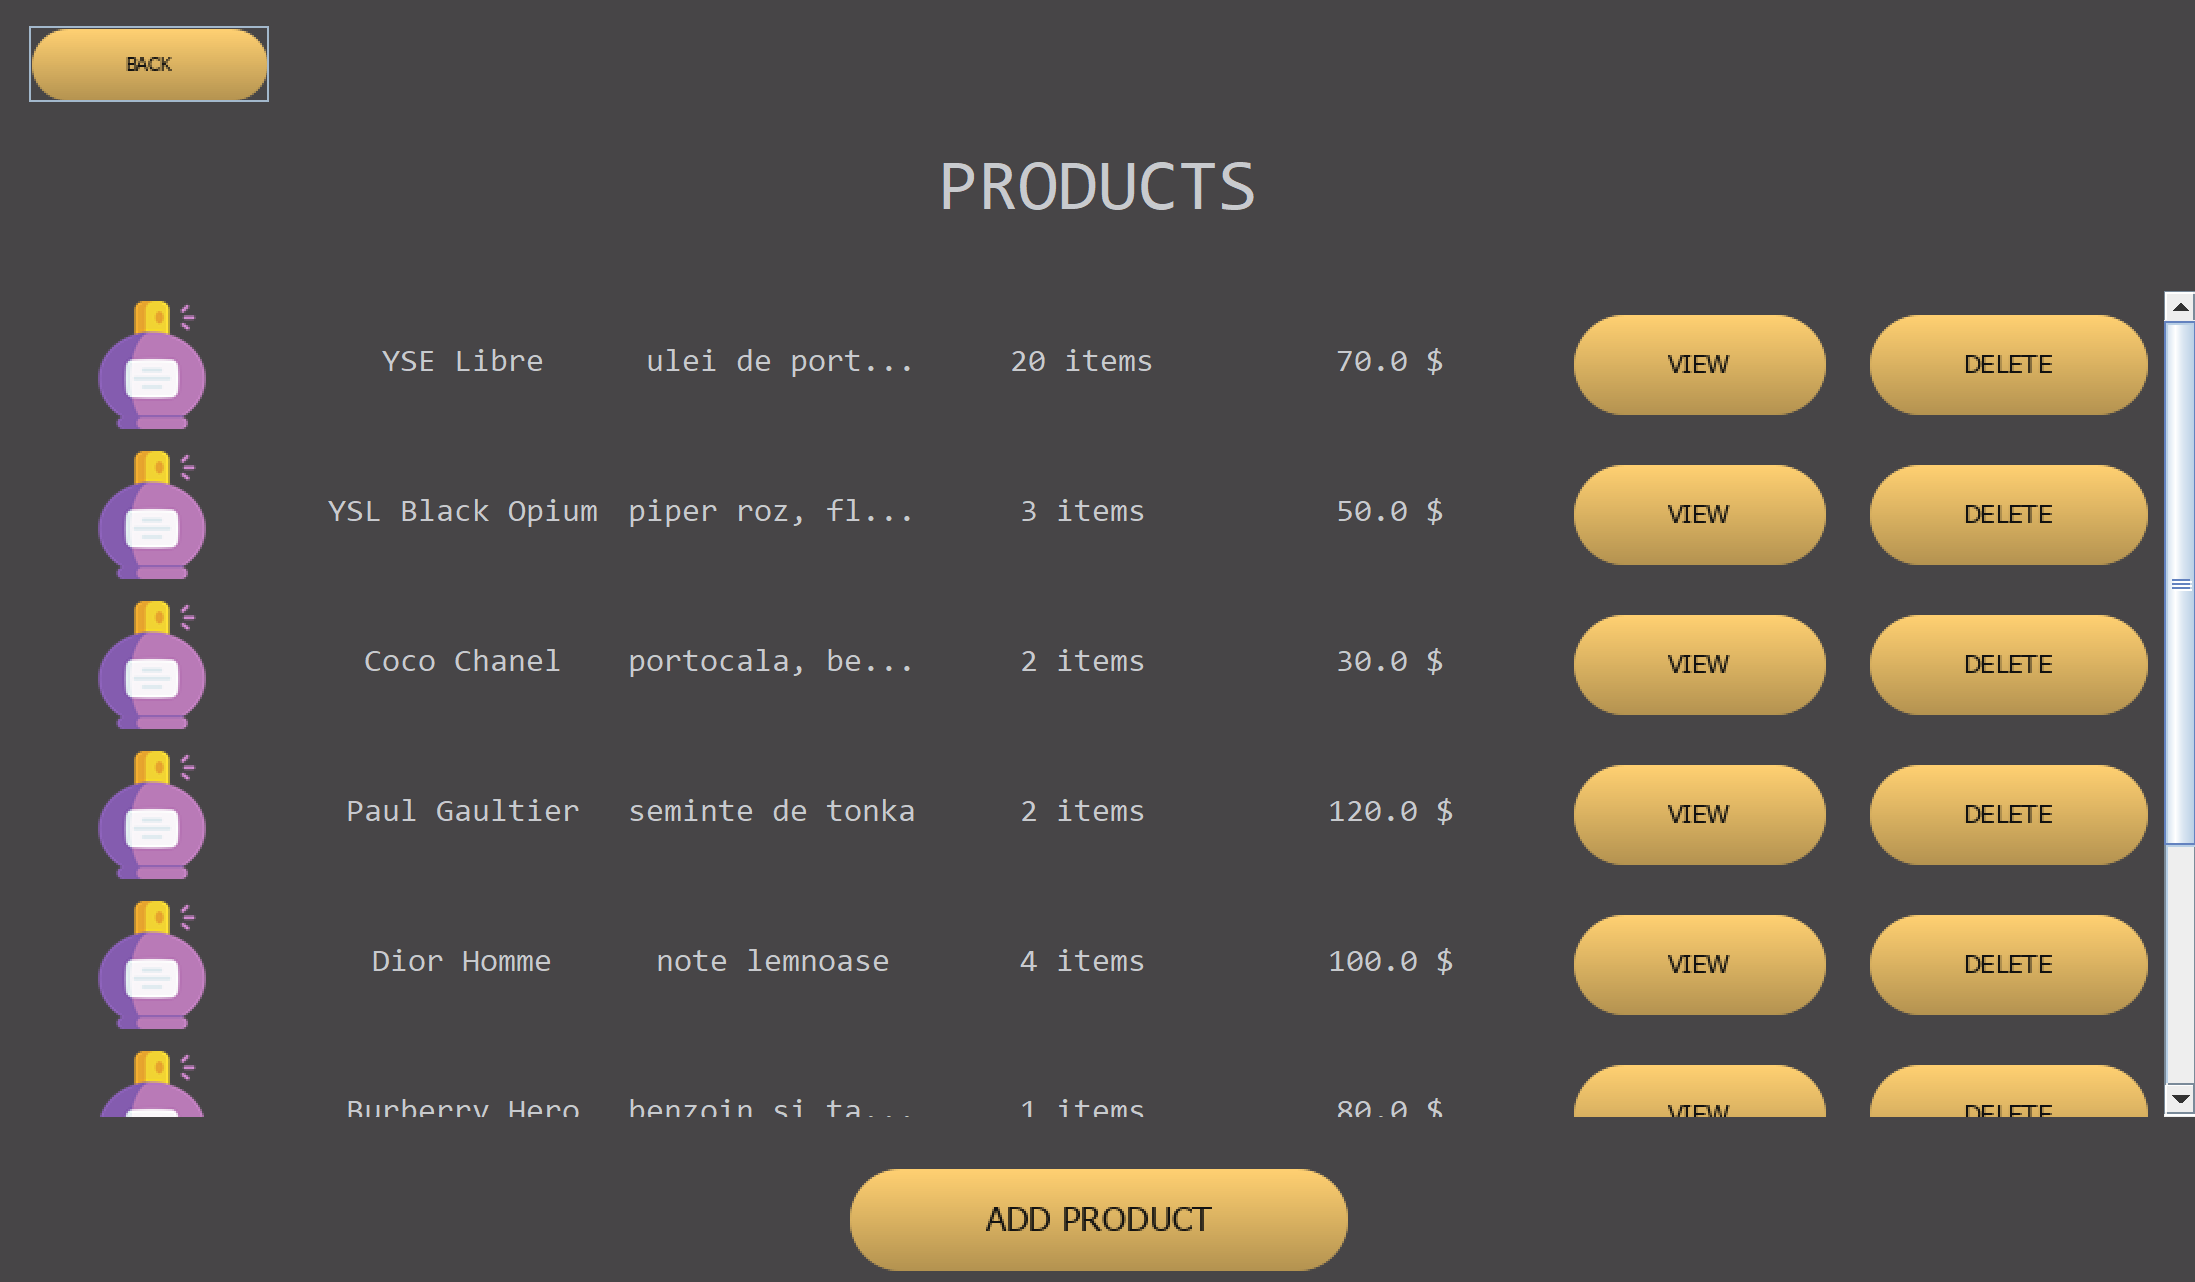 BACK
PRODUCTS
YSE Libre ulei de port... 20 items 70.0 $ VIEW DELETE
YSL Black Opium piper roz, fl... 3 items 50.0 $ VIEW DELETE
Coco Chanel portocala, be... 2 items 30.0 $ VIEW DELETE
Paul Gaultier seminte de tonka 2 items 120.0 $ VIEW DELETE
Dior Homme note lemnoase 4 items 100.0 $ VIEW DELETE
Burberry Hero benzoin si ta... 1 items 80.0 $ VIEW DELETE
ADD PRODUCT